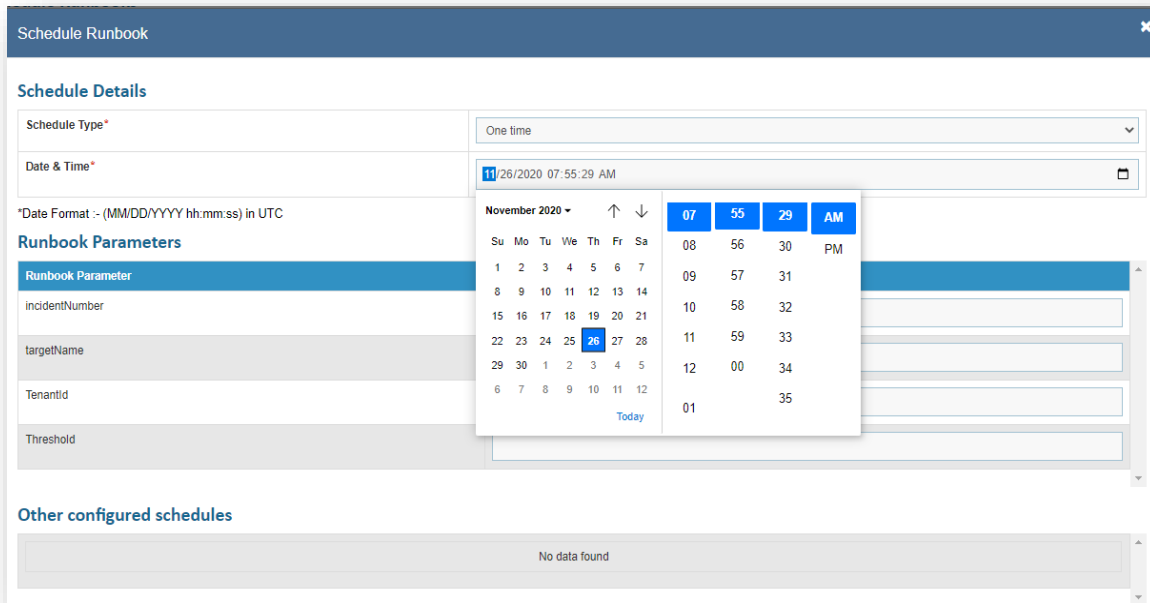 Schedule Runbook
Schedule Details
Schedule Type*
One time
Date & Time*
11/26/2020 07:55:29 AM
*Date Format :- (MM/DD/YYYY hh:mm:ss) in UTC
November 2020
Su Mo Tu We Th Fr Sa
1 2 3 4 5 6 7
8 9 10 11 12 13 14
15 16 17 18 19 20 21
22 23 24 25 26 27 28
29 30 1 2 3 4 5
6 7 8 9 10 11 12
Today
07 55 29 AM
08 56 30 PM
09 57 31
10 58 32
11 59 33
12 00 34
01 35
Runbook Parameters
Runbook Parameter
incidentNumber
targetName
TenantId
Threshold
Other configured schedules
No data found